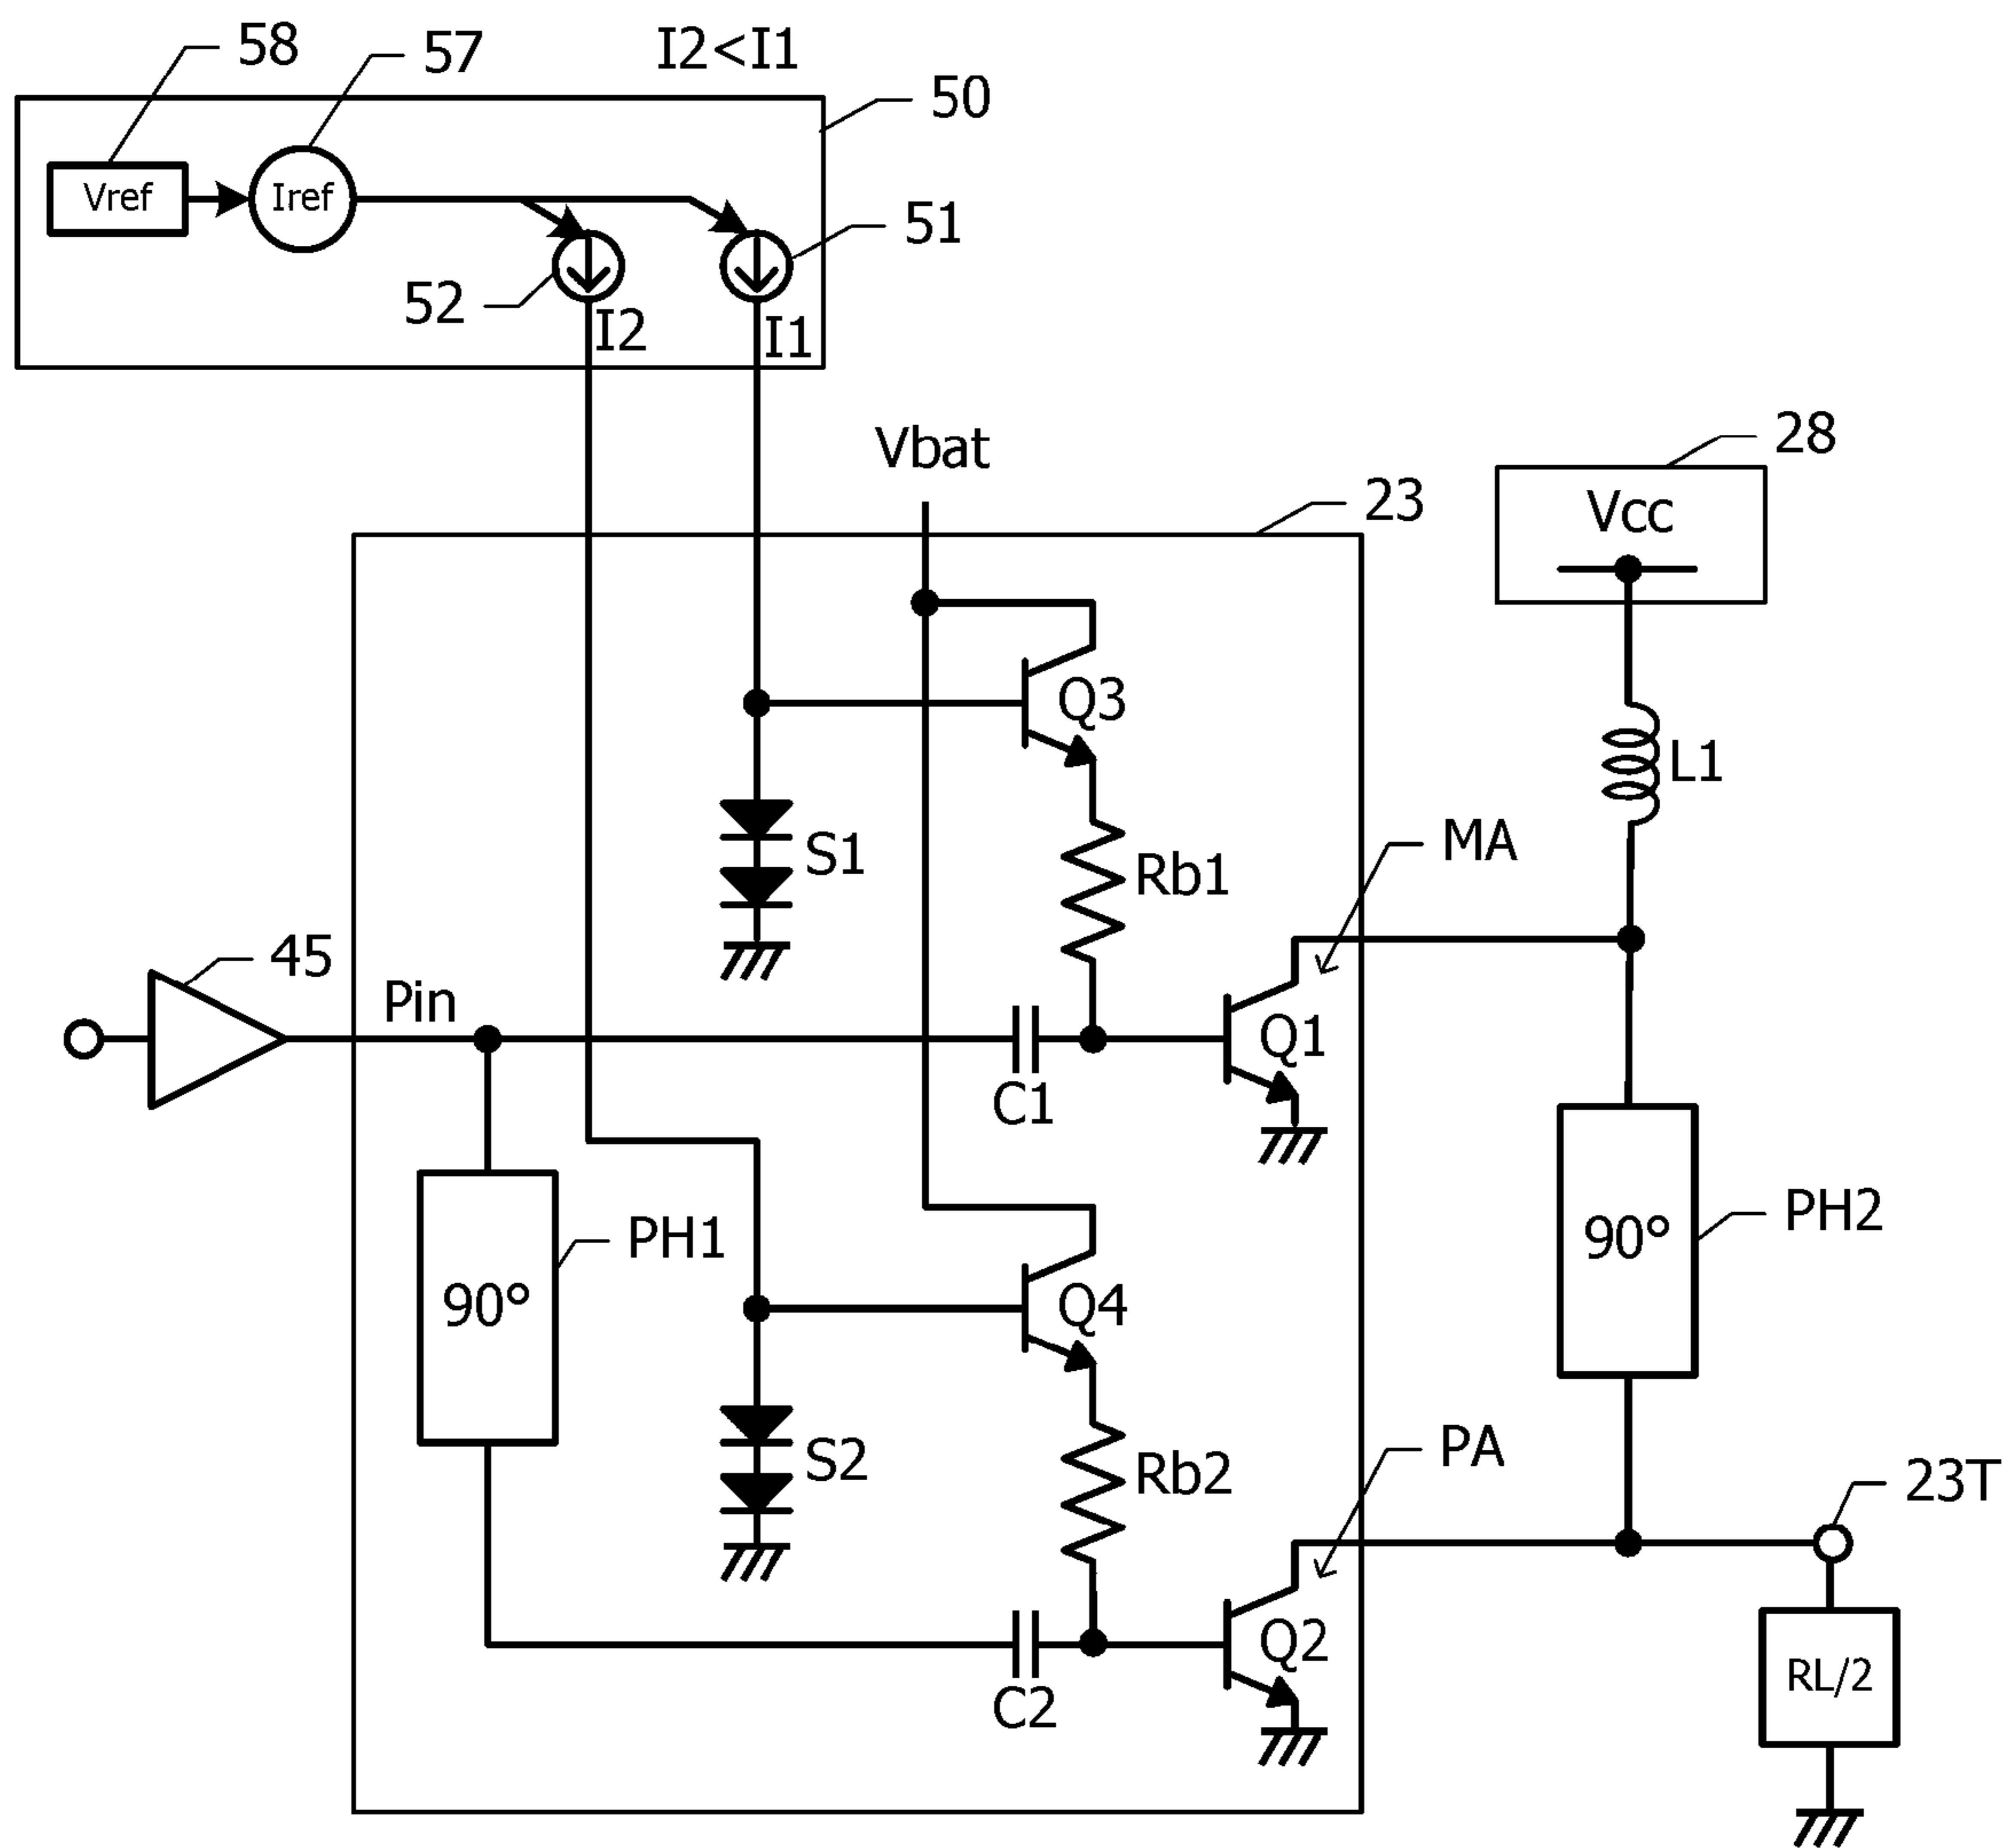 58
57
I2<I1
50
Vref
Iref
51
52
I2
I1
Vbat
28
Vcc
23
Q3
L1
S1
Rb1
MA
45
Pin
Q1
C1
PH1
90°
PH2
90°
Q4
S2
Rb2
PA
23T
Q2
C2
RL/2